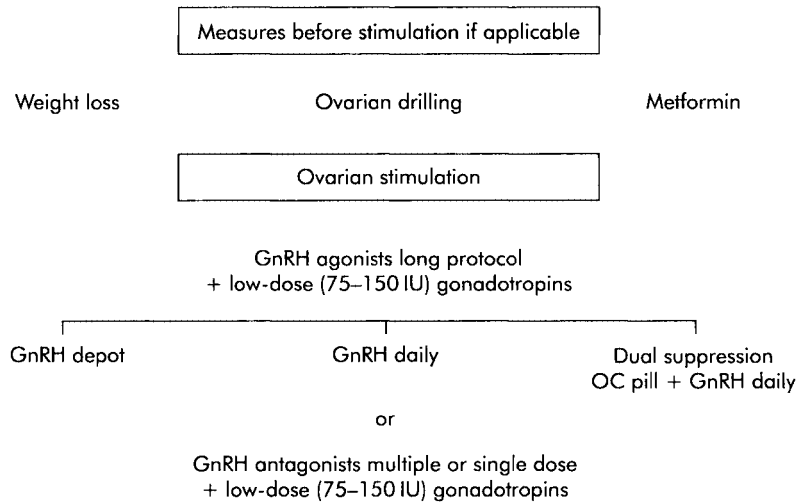 Measures before stimulation if applicable
Weight loss
Ovarian drilling
Metformin
Ovarian stimulation
GnRH agonists long protocol
+ low-dose (75–150 IU) gonadotropins
GnRH depot
GnRH daily
Dual suppression
OC pill + GnRH daily
or
GnRH antagonists multiple or single dose
+ low-dose (75–150 IU) gonadotropins